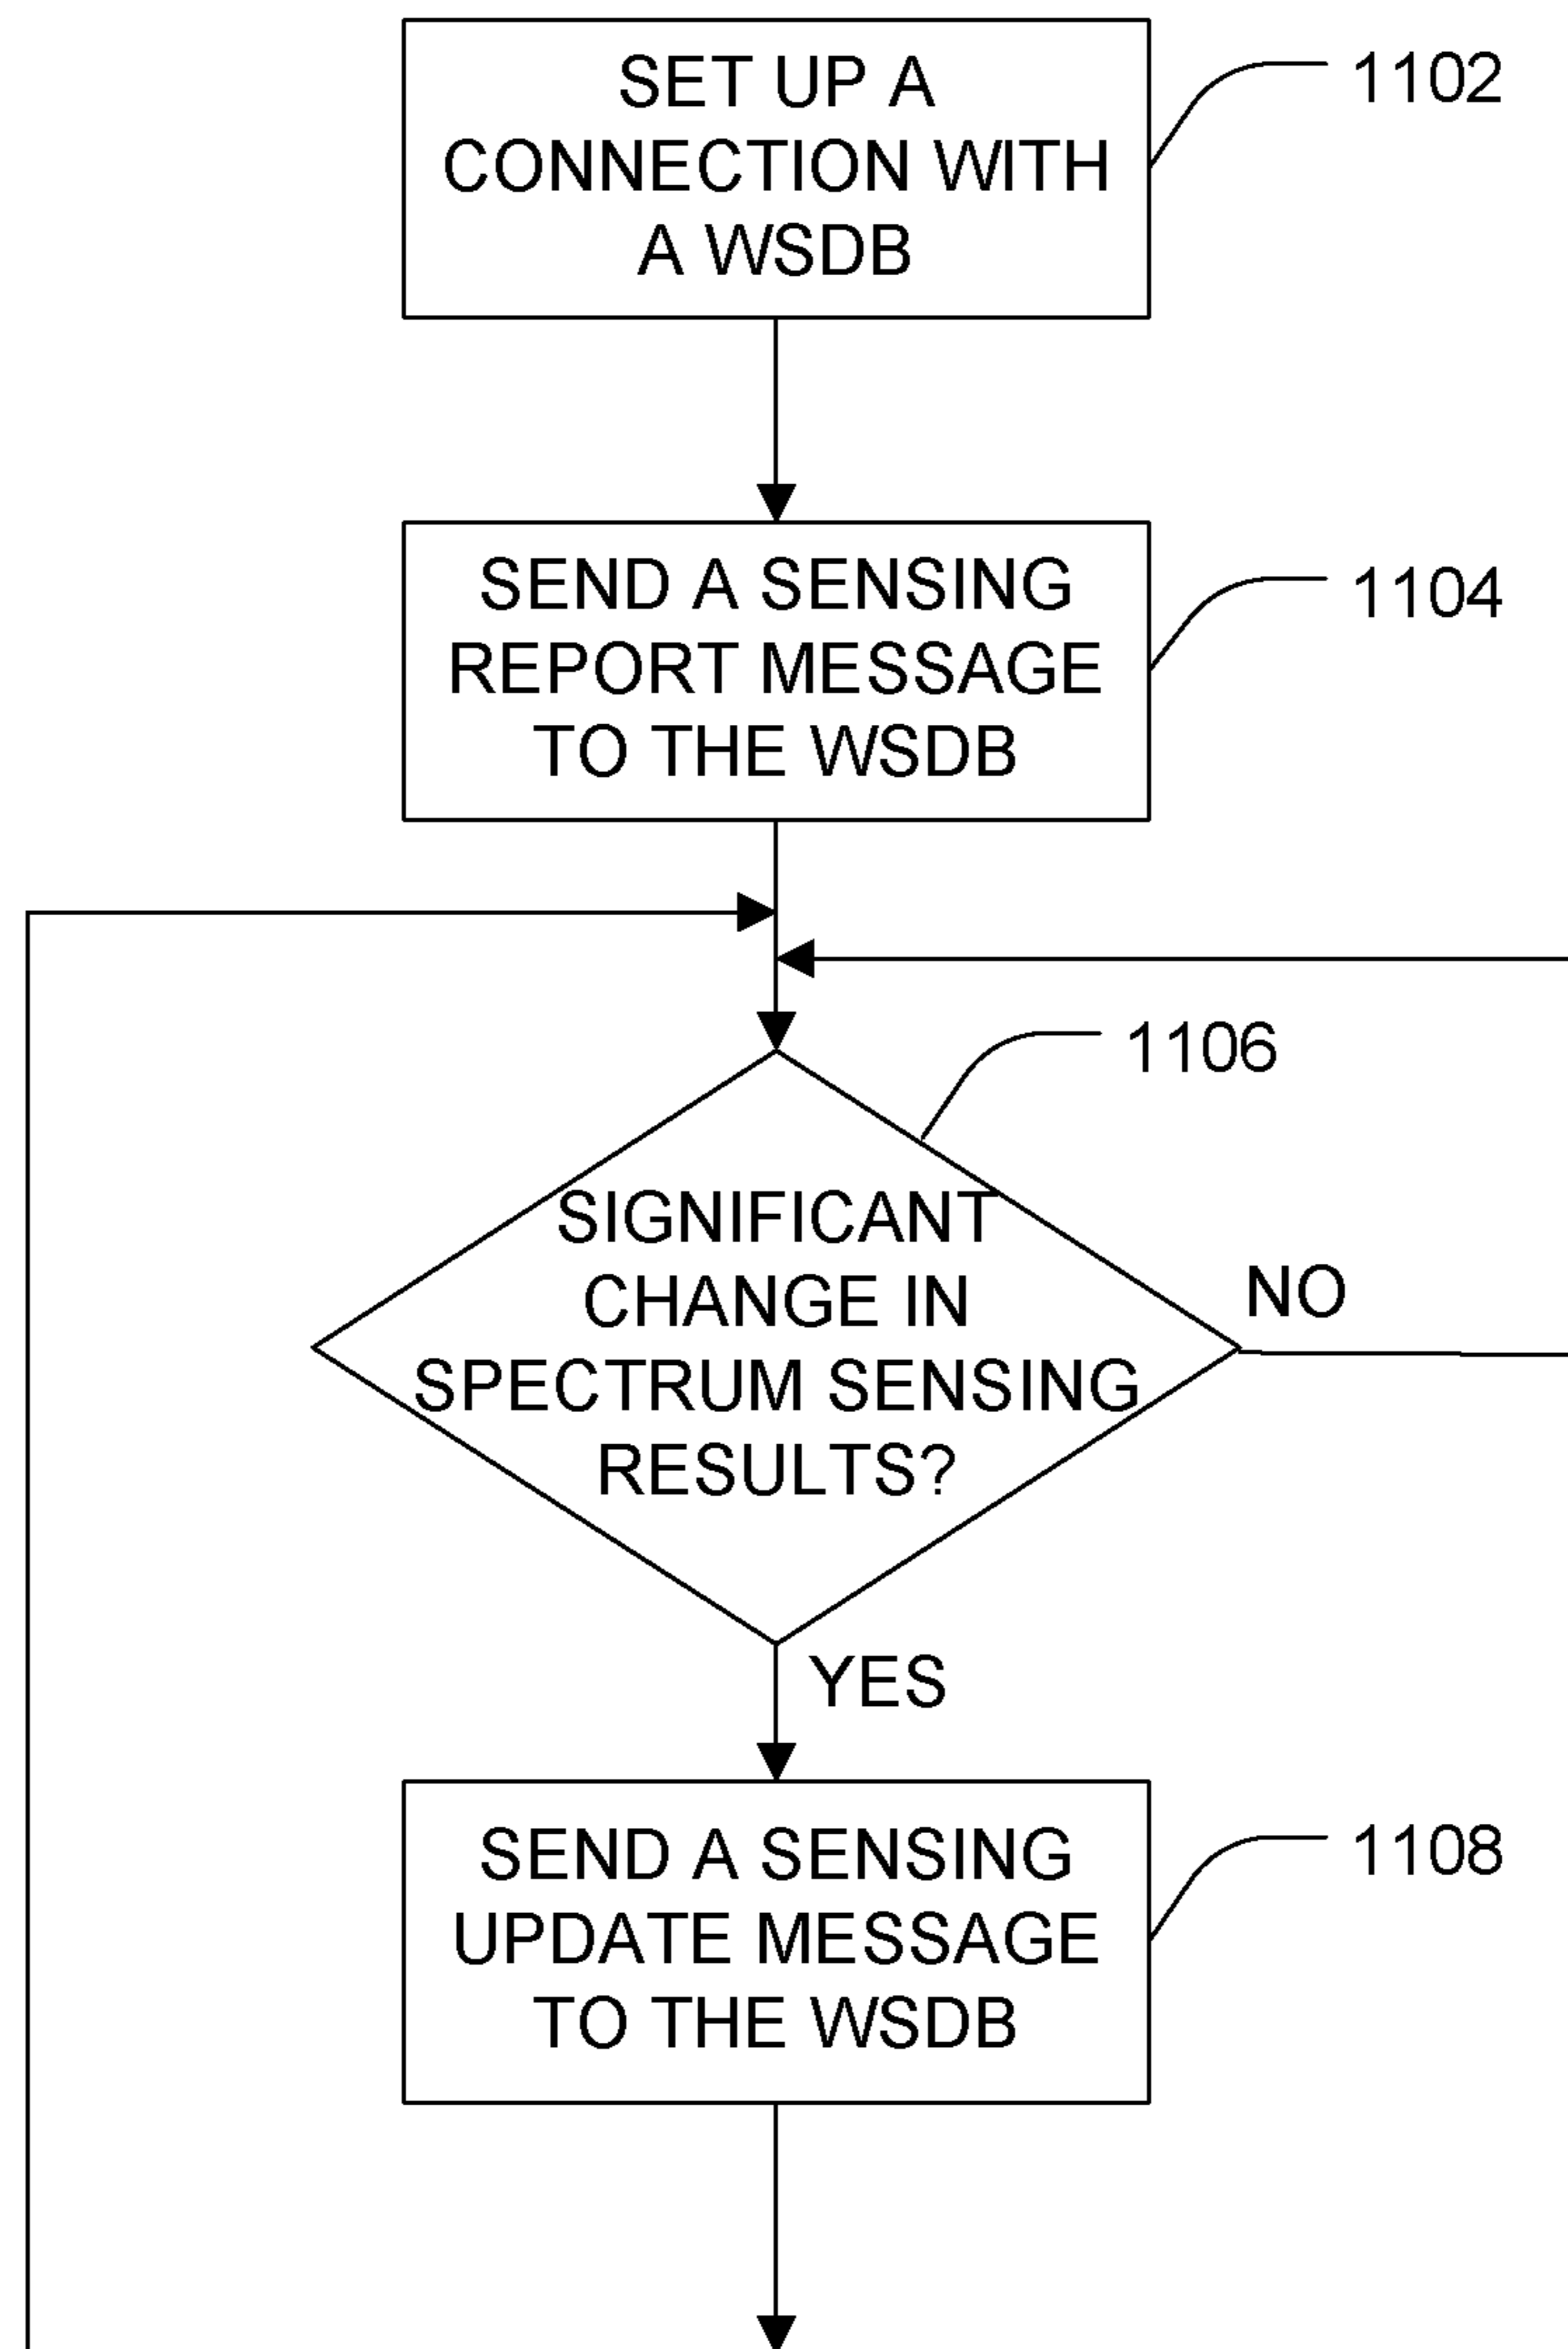 SET UP A
CONNECTION WITH
A WSDB
1102
SEND A SENSING
REPORT MESSAGE
TO THE WSDB
1104
1106
SIGNIFICANT
CHANGE IN
SPECTRUM SENSING
RESULTS?
NO
YES
SEND A SENSING
UPDATE MESSAGE
TO THE WSDB
1108